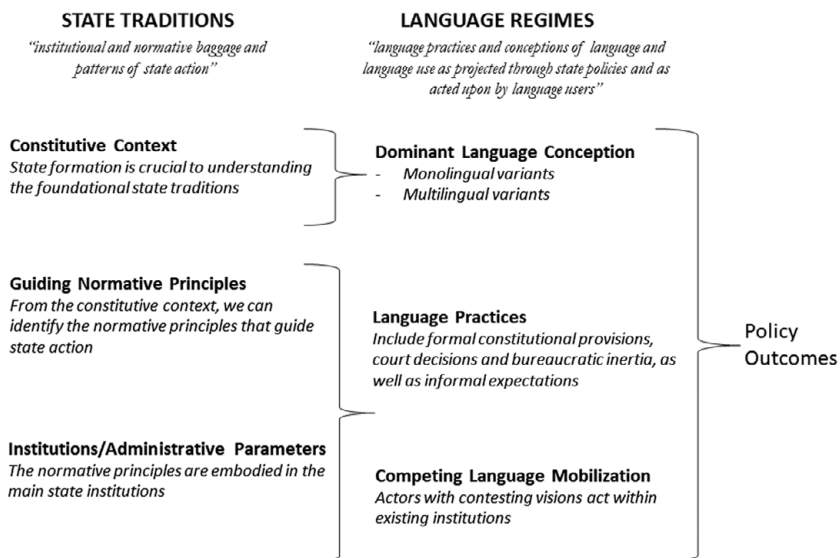 STATE TRADITIONS
“institutional and normative baggage and
patterns of state action”
Constitutive Context
State formation is crucial to understanding
the foundational state traditions
Guiding Normative Principles
From the constitutive context, we can
identify the normative principles that guide
state action
Institutions/Administrative Parameters
The normative principles are embodied in the
main state institutions
LANGUAGE REGIMES
“language practices and conceptions of language and
language use as projected through state policies and as
acted upon by language users”
Dominant Language Conception
- Monolingual variants
- Multilingual variants
Language Practices
Include formal constitutional provisions,
court decisions and bureaucratic inertia, as
well as informal expectations
Competing Language Mobilization
Actors with contesting visions act within
existing institutions
Policy
Outcomes